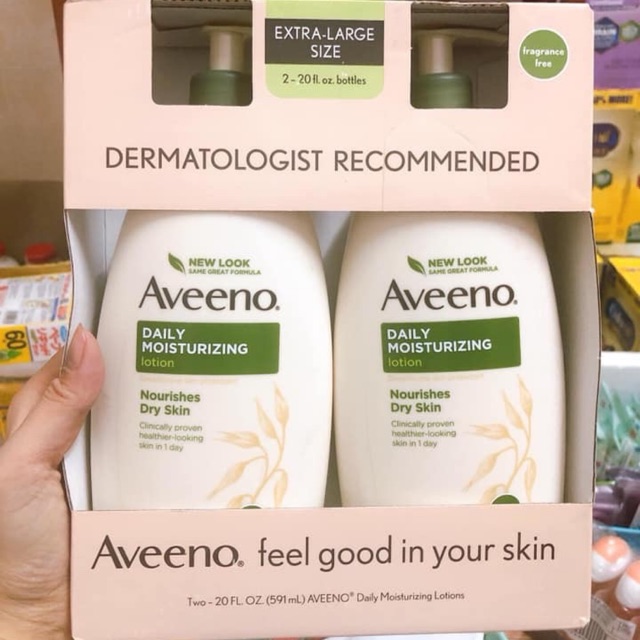 EXTRA-LARGE
SIZE
2-20 fl. oz. bottles
fragrance
free
DERMATOLOGIST RECOMMENDED
NEW LOOK
SAME GREAT FORMULA
Aveeno®
DAILY
MOISTURIZING
lotion
Nourishes
Dry Skin
Clinically proven
healthier-looking
skin in 1 day
NEW LOOK
SAME GREAT FORMULA
Aveeno®
DAILY
MOISTURIZING
lotion
Nourishes
Dry Skin
Clinically proven
healthier-looking
skin in 1 day
Aveeno® feel good in your skin
Two - 20 FL. OZ. (591 mL) AVEENO® Daily Moisturizing Lotions